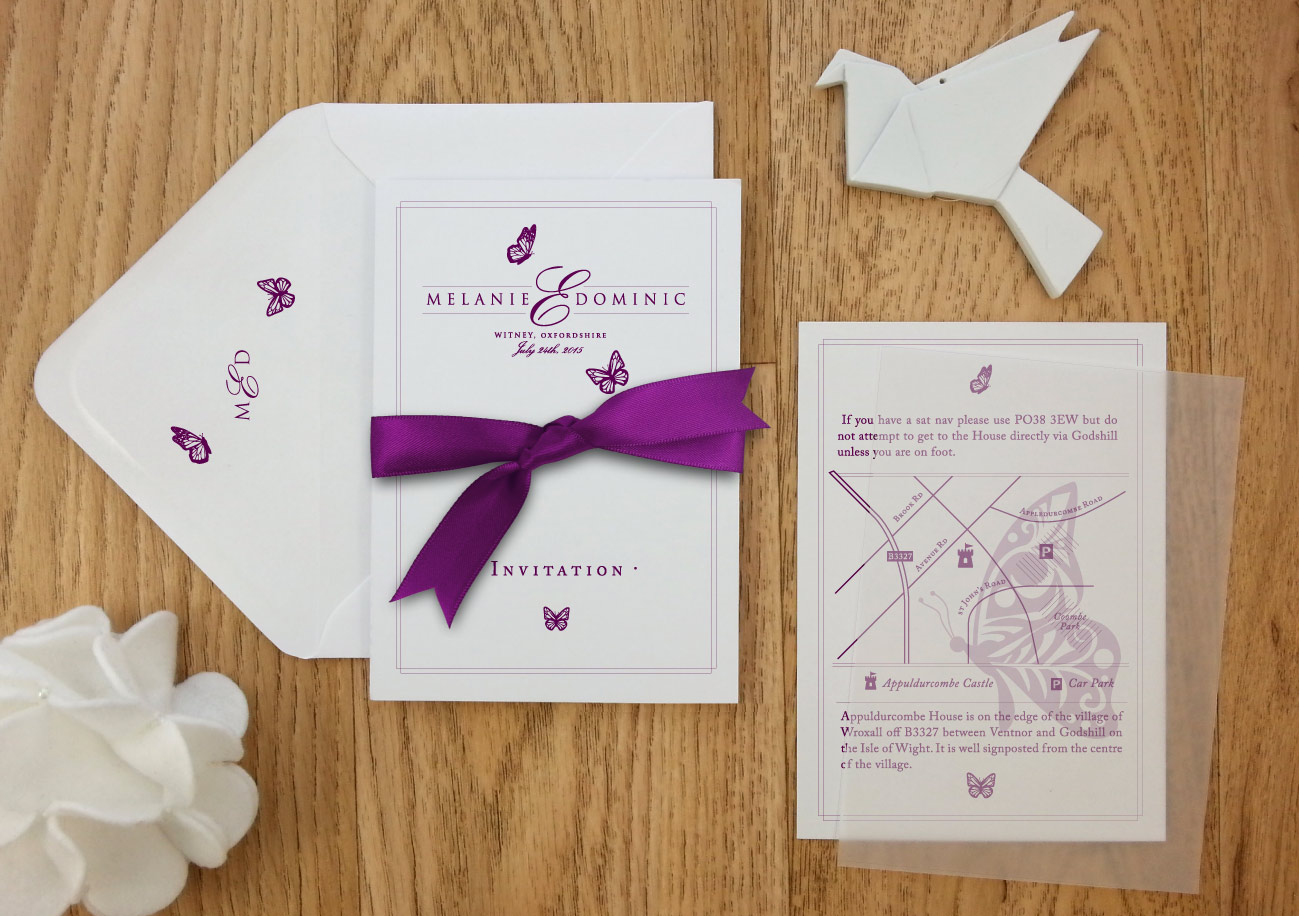 M & D
MELANIE & DOMINIC
WITNEY, OXFORDSHIRE
July 24th, 2015
INVITATION ·
If you have a sat nav please use PO38 3EW but do
not attempt to get to the House directly via Godshill
unless you are on foot.
BROOK RD
APPLEDURCOMBE ROAD
B3327
AVENUE RD
P
ST JOHN'S ROAD
Coombe
Park
Appuldurcombe Castle
P Car Park
Appuldurcombe House is on the edge of the village of
Wroxall off B3327 between Ventnor and Godshill on
the Isle of Wight. It is well signposted from the centre
of the village.